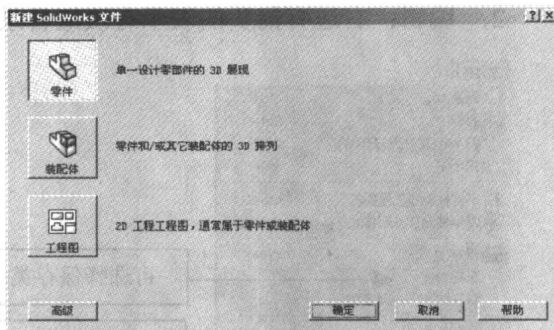 新建 SolidWorks 文件
零件
单一设计零部件的 3D 展现
装配体
零件和/或其它装配体的 3D 排列
工程图
2D 工程工程图，通常属于零件或装配体
高级
确定
取消
帮助